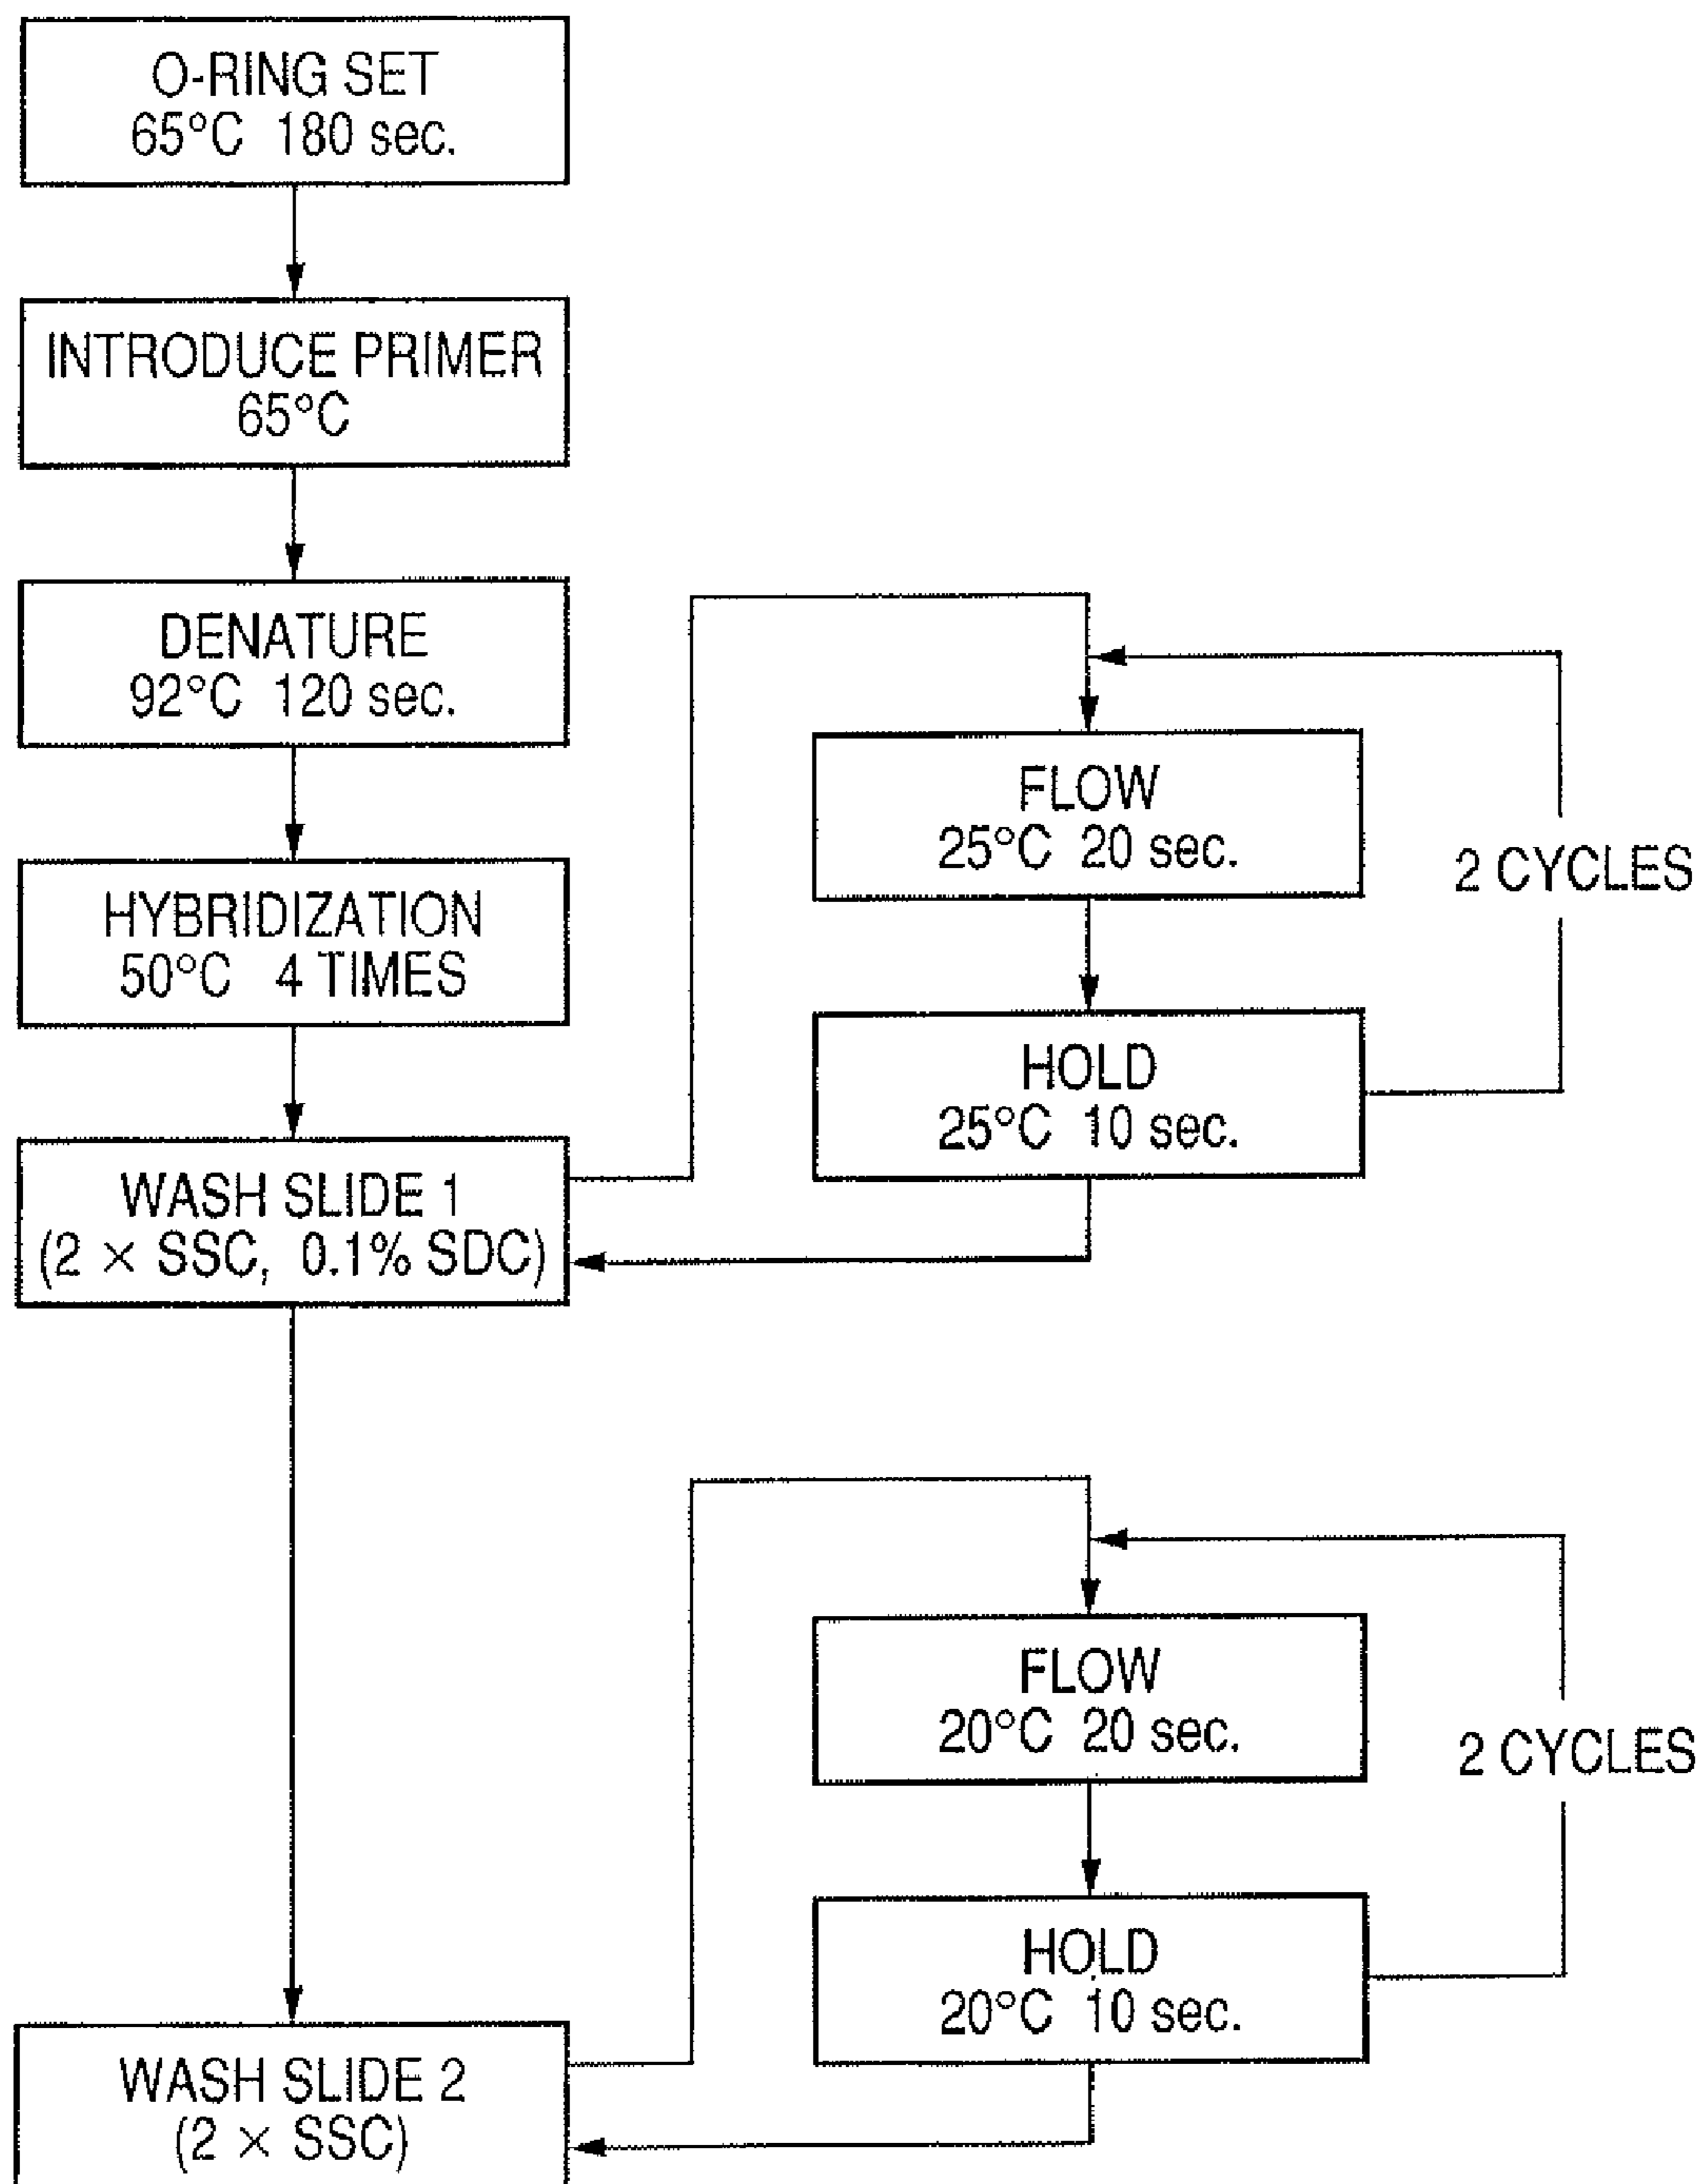 O-RING SET
65°C 180 sec.
INTRODUCE PRIMER
65°C
DENATURE
92°C 120 sec.
HYBRIDIZATION
50°C 4 TIMES
WASH SLIDE 1
(2 × SSC, 0.1% SDC)
FLOW
25°C 20 sec.
HOLD
25°C 10 sec.
2 CYCLES
WASH SLIDE 2
(2 × SSC)
FLOW
20°C 20 sec.
HOLD
20°C 10 sec.
2 CYCLES